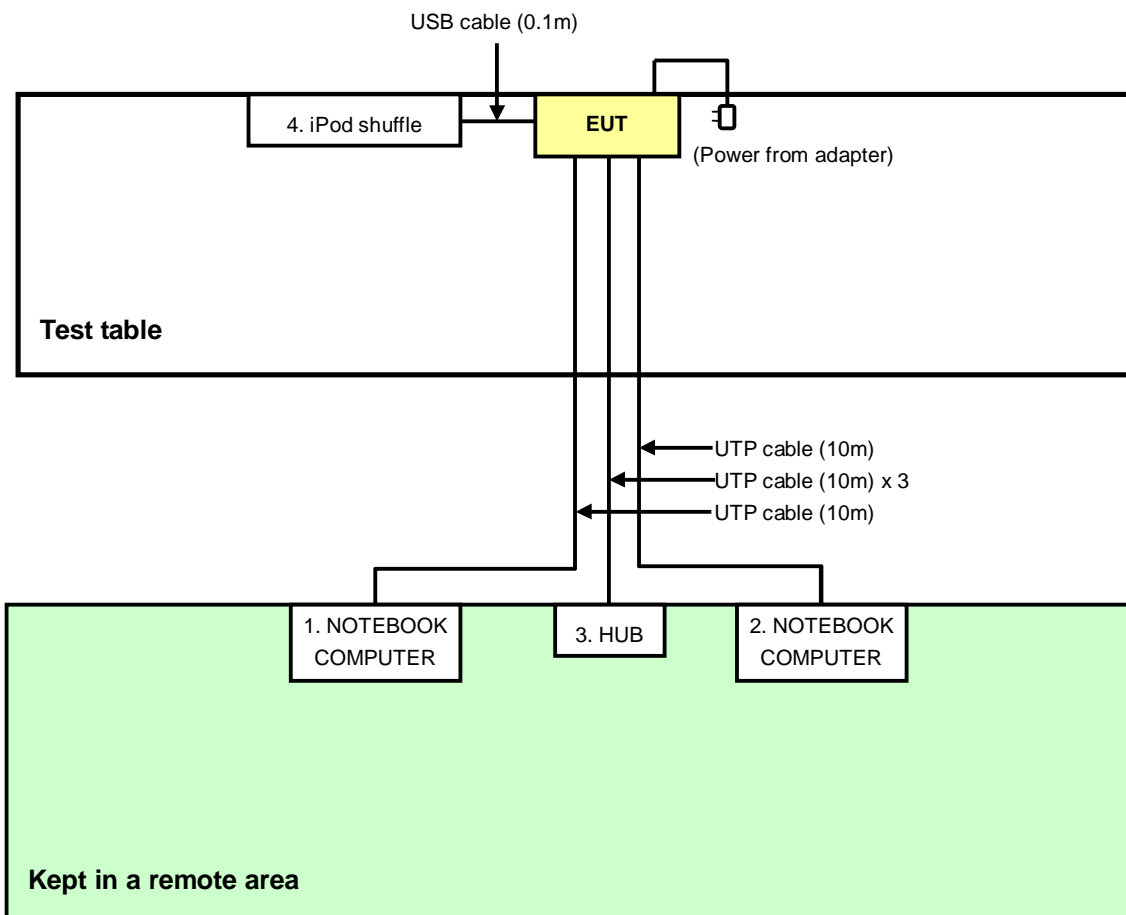 USB cable (0.1m)
4. iPod shuffle
EUT
(Power from adapter)
Test table
UTP cable (10m)
UTP cable (10m) x 3
UTP cable (10m)
1. NOTEBOOK
COMPUTER
3. HUB
2. NOTEBOOK
COMPUTER
Kept in a remote area